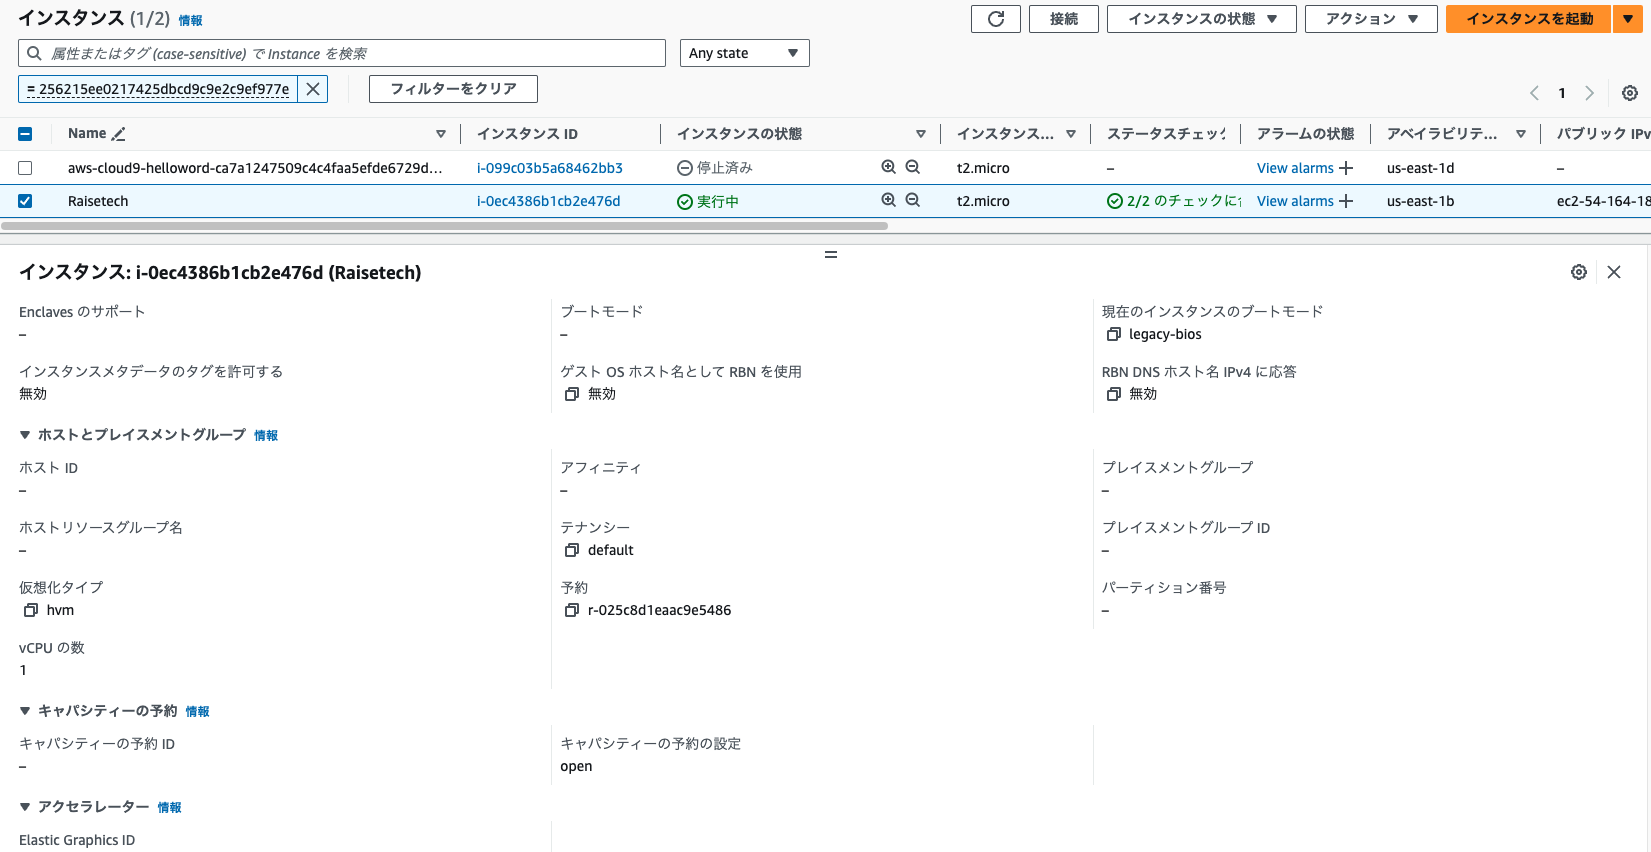 インスタンス (1/2) 情報
接続 インスタンスの状態 アクション インスタンスを起動
属性またはタグ (case-sensitive) で Instance を検索 Any state
= 256215ee0217425dbcd9c9e2c9ef977e フィルターをクリア
1
Name インスタンス ID インスタンスの状態 インスタンス... ステータスチェック アラームの状態 アベイラビリテ... パブリック IPv
aws-cloud9-helloword-ca7a1247509c4c4faa5efde6729d... i-099c03b5a68462bb3 停止済み t2.micro – View alarms us-east-1d –
Raisetech i-0ec4386b1cb2e476d 実行中 t2.micro 2/2 のチェックに View alarms us-east-1b ec2-54-164-18
インスタンス: i-0ec4386b1cb2e476d (Raisetech)
Enclaves のサポート ブートモード 現在のインスタンスのブートモード
– – legacy-bios
インスタンスメタデータのタグを許可する ゲスト OS ホスト名として RBN を使用 RBN DNS ホスト名 IPv4 に応答
無効 無効 無効
ホストとプレイスメントグループ 情報
ホスト ID アフィニティ プレイスメントグループ
– – –
ホストリソースグループ名 テナンシー プレイスメントグループ ID
– default –
仮想化タイプ 予約 パーティション番号
hvm r-025c8d1eaac9e5486 –
vCPU の数
1
キャパシティーの予約 情報
キャパシティーの予約 ID キャパシティーの予約の設定
– open
アクセラレーター 情報
Elastic Graphics ID